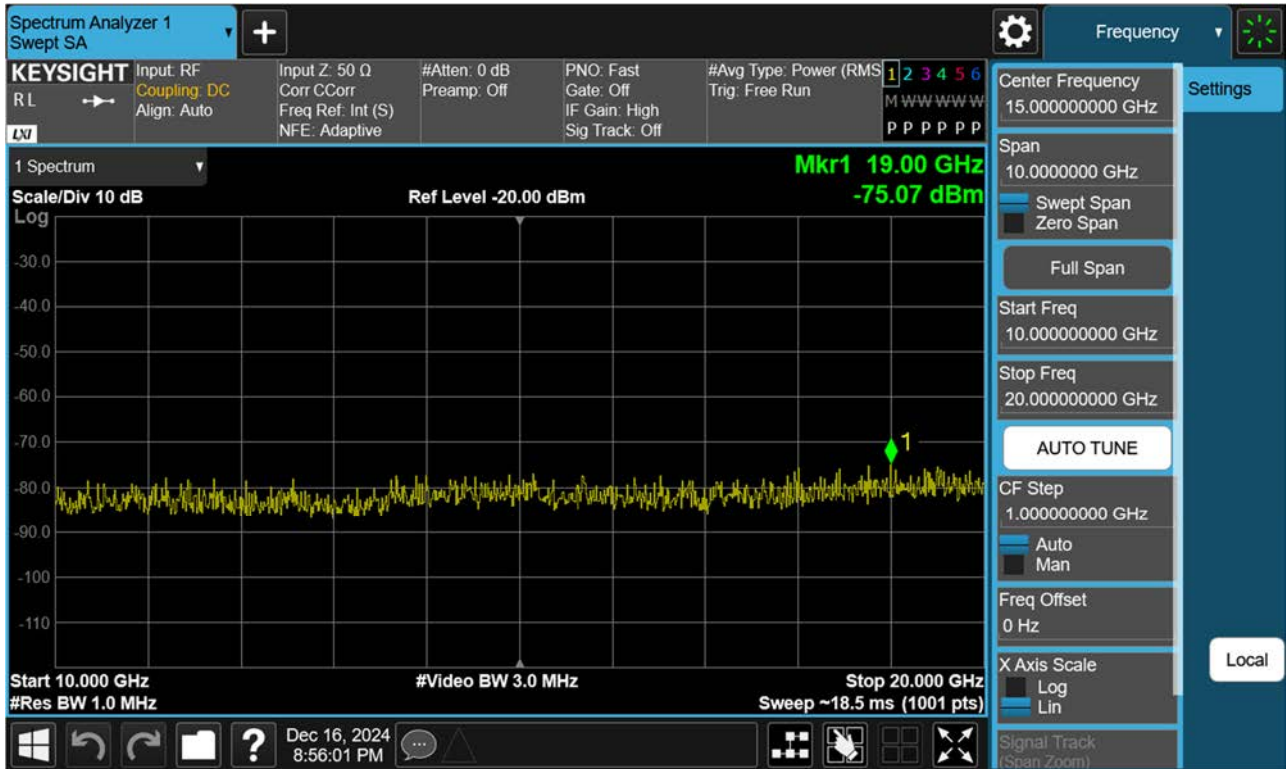 Spectrum Analyzer 1
Swept SA
+
Frequency
KEYSIGHT
RL
LXI
Input: RF
Coupling: DC
Align: Auto
Input Z: 50 Ω
Corr CCorr
Freq Ref: Int (S)
NFE: Adaptive
#Atten: 0 dB
Preamp: Off
PNO: Fast
Gate: Off
IF Gain: High
Sig Track: Off
#Avg Type: Power (RMS
Trig: Free Run
1 2 3 4 5 6
M W W W W W
P P P P P P
1 Spectrum
Scale/Div 10 dB
Ref Level -20.00 dBm
Mkr1 19.00 GHz
-75.07 dBm
Log
-30.0
-40.0
-50.0
-60.0
-70.0
-80.0
-90.0
-100
-110
1
Start 10.000 GHz
#Res BW 1.0 MHz
#Video BW 3.0 MHz
Stop 20.000 GHz
Sweep ~18.5 ms (1001 pts)
Center Frequency
15.000000000 GHz
Span
10.0000000 GHz
Swept Span
Zero Span
Full Span
Start Freq
10.000000000 GHz
Stop Freq
20.000000000 GHz
AUTO TUNE
CF Step
1.000000000 GHz
Auto
Man
Freq Offset
0 Hz
X Axis Scale
Log
Lin
Signal Track
(Span Zoom)
Settings
Local
?
Dec 16, 2024
8:56:01 PM